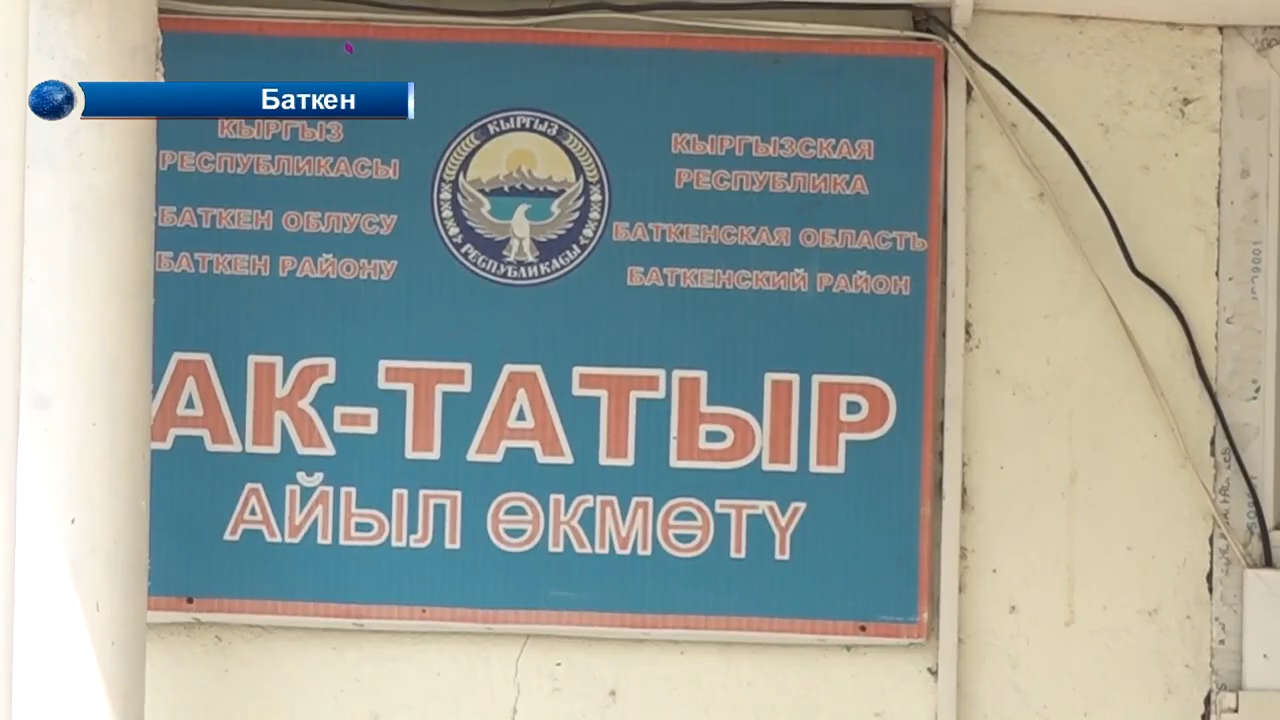 Баткен
КЫРГЫЗ
РЕСПУБЛИКАСЫ
БАТКЕН ОБЛУСУ
БАТКЕН РАЙОНУ
КЫРГЫЗ
РЕСПУБЛИКАСЫ
КЫРГЫЗСКАЯ
РЕСПУБЛИКА
БАТКЕНСКАЯ ОБЛАСТЬ
БАТКЕНСКИЙ РАЙОН
АК-ТАТЫР
АЙЫЛ ӨКМӨТҮ